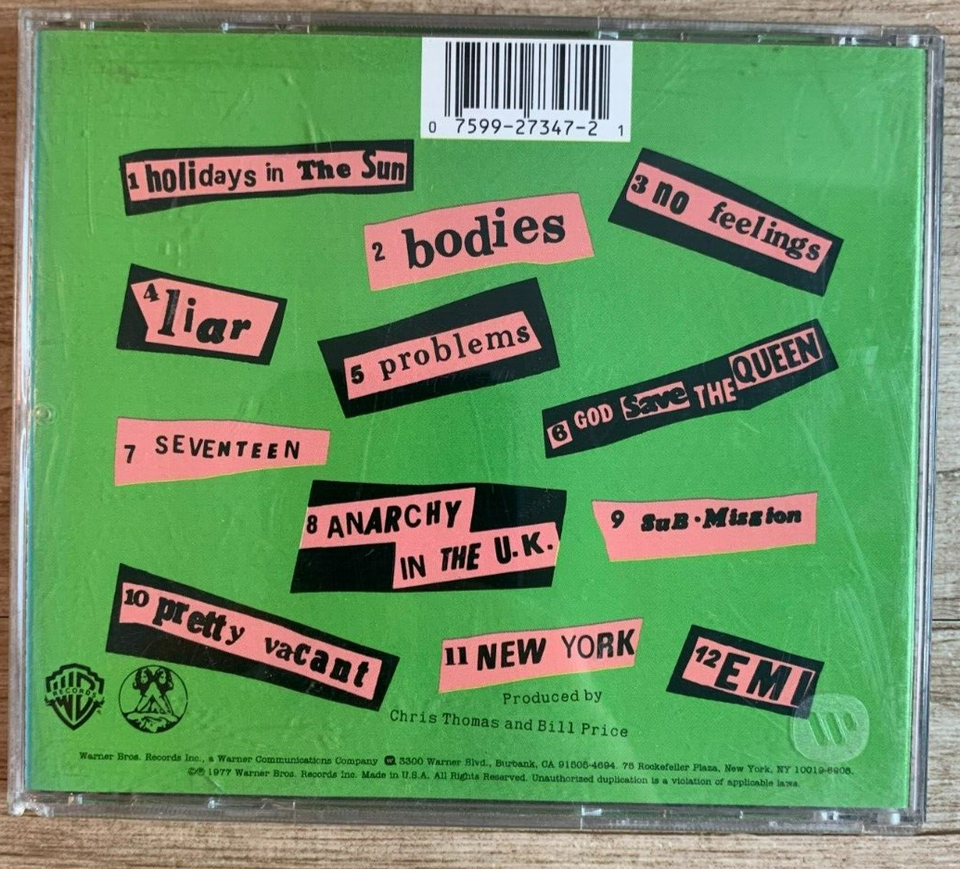 0 7599-27347-2 1
1 holidays in The Sun
2 bodies
3 no feelings
4 liar
5 problems
6 GOD Save THE QUEEN
7 SEVENTEEN
8 ANARCHY
IN THE U.K.
9 SuB·Mission
10 pretty vacant
11 NEW YORK
12 EMI
Produced by
Chris Thomas and Bill Price
WB
RECORDS
Warner Bros. Records Inc., a Warner Communications Company 3300 Warner Blvd., Burbank, CA 91505-4694. 75 Rockefeller Plaza, New York, NY 10019-6908.
©℗ 1977 Warner Bros. Records Inc. Made in U.S.A. All Rights Reserved. Unauthorized duplication is a violation of applicable laws.